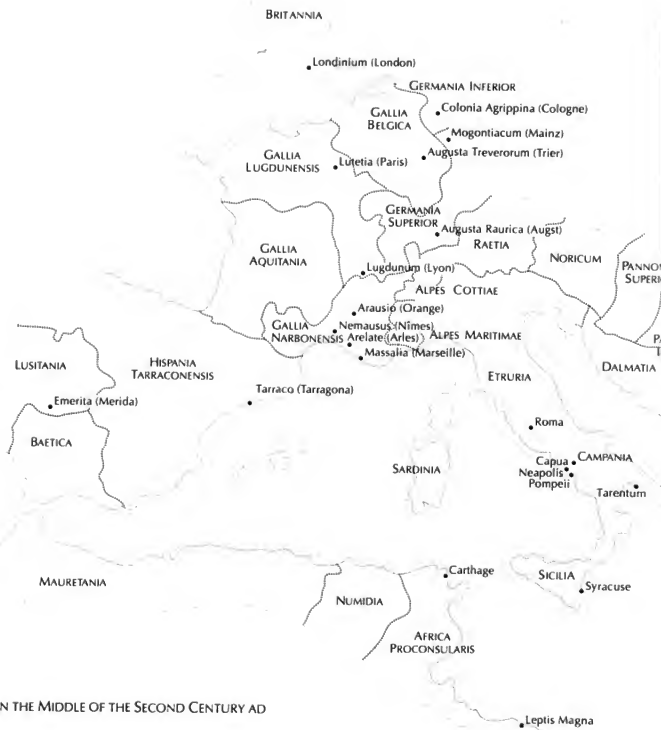 BRITANNIA
Londinium (London)
GERMANIA INFERIOR
GALLIA
BELGICA
Colonia Agrippina (Cologne)
Mogontiacum (Mainz)
GALLIA
LUGDUNENSIS
Lutetia (Paris)
Augusta Treverorum (Trier)
GERMANIA
SUPERIOR
Augusta Raurica (Augst)
RAETIA
GALLIA
AQUITANIA
NORICUM
PANNO
SUPERI
Lugdunum (Lyon)
ALPES COTTIAE
Arausio (Orange)
GALLIA
NARBONENSIS
Nemausus (Nîmes)
Arelate (Arles)
ALPES MARITIMAE
Massalia (Marseille)
LUSITANIA
HISPANIA
TARRACONENSIS
ETRURIA
DALMATIA
Tarraco (Tarragona)
Emerita (Merida)
BAETICA
Roma
SARDINIA
Capua
CAMPANIA
Neapolis
Pompeii
Tarentum
MAURETANIA
NUMIDIA
Carthage
SICILIA
Syracuse
AFRICA
PROCONSULARIS
N THE MIDDLE OF THE SECOND CENTURY AD
Leptis Magna